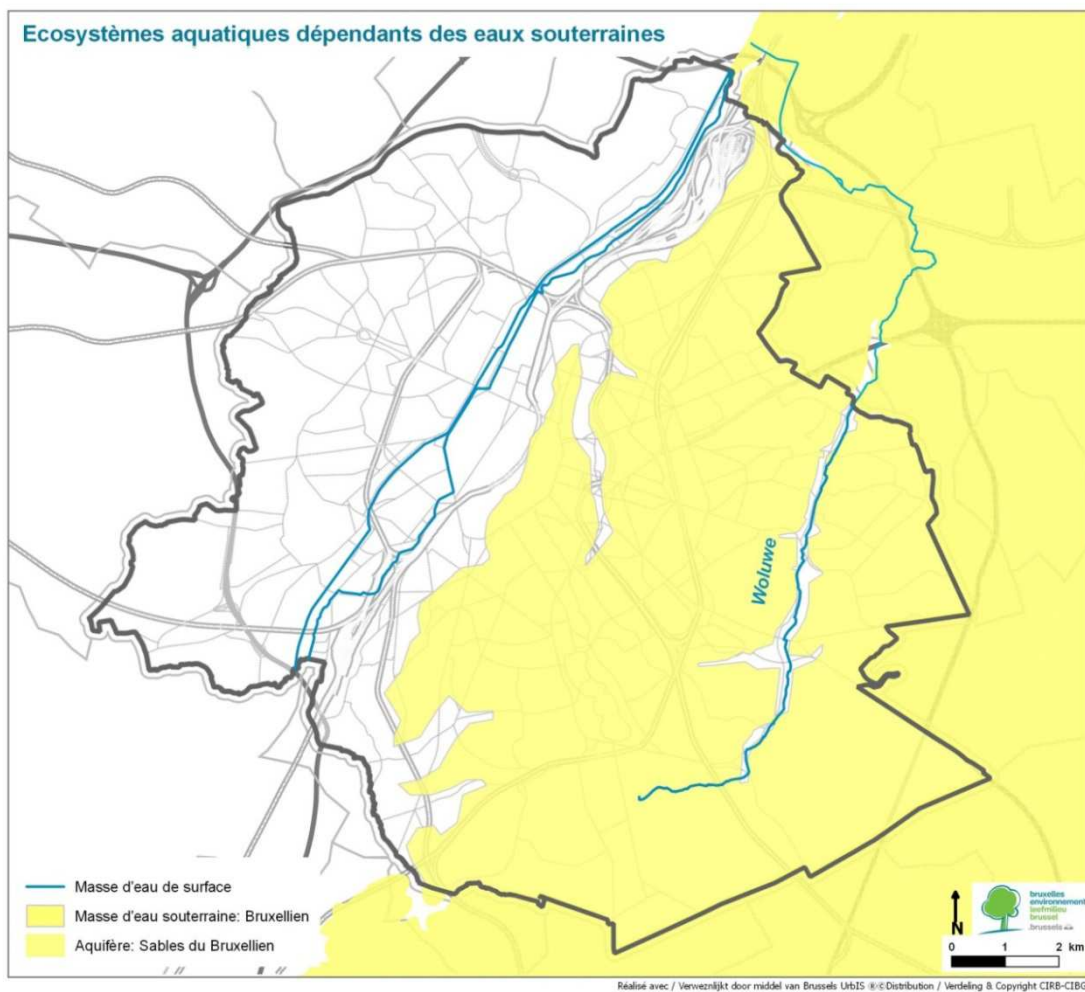 Ecosystèmes aquatiques dépendants des eaux souterraines
Woluwe
Masse d'eau de surface
Masse d'eau souterraine: Bruxellien
Aquifère: Sables du Bruxellien
N
bruxelles
environnement
leefmilieu
brussel
.brussels
0 1 2 km
Réalisé avec / Verweznlijkt door middel van Brussels UrbIS ®© Distribution / Verdeling & Copyright CIRB-CIBG